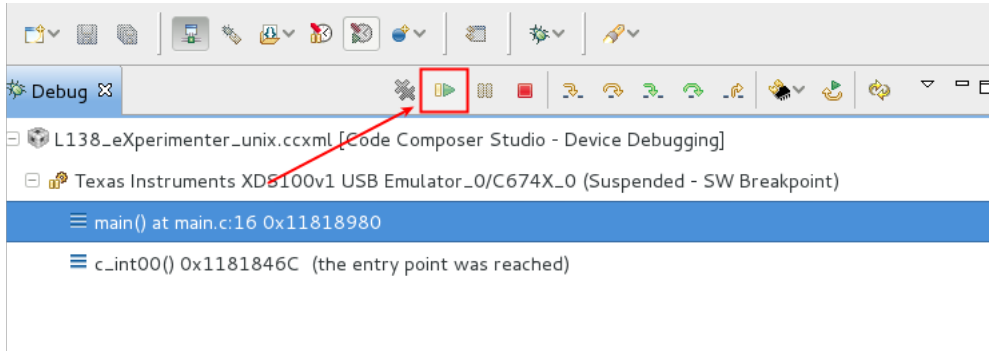 Debug
L138_eXperimenter_unix.ccxml [Code Composer Studio - Device Debugging]
Texas Instruments XDS100v1 USB Emulator_0/C674X_0 (Suspended - SW Breakpoint)
main() at main.c:16 0x11818980
c_int00() 0x1181846C (the entry point was reached)